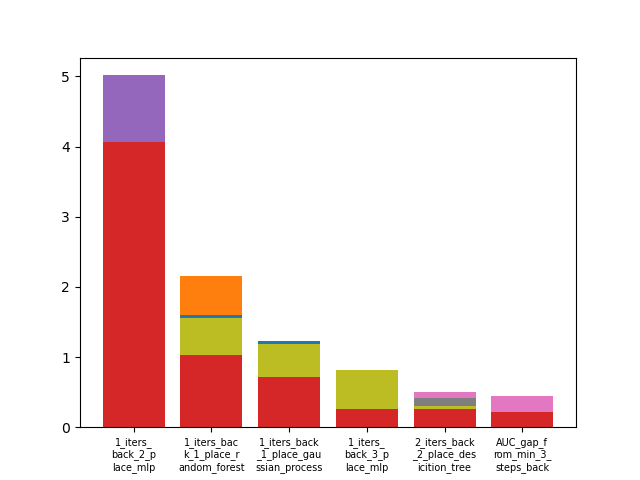 5
4
3
2
1
0
1_iters_
back_2_p
lace_mlp
1_iters_bac
k_1_place_r
andom_forest
1_iters_back
_1_place_gau
ssian_process
1_iters_
back_3_p
lace_mlp
2_iters_back
_2_place_des
icition_tree
AUC_gap_f
rom_min_3_
steps_back